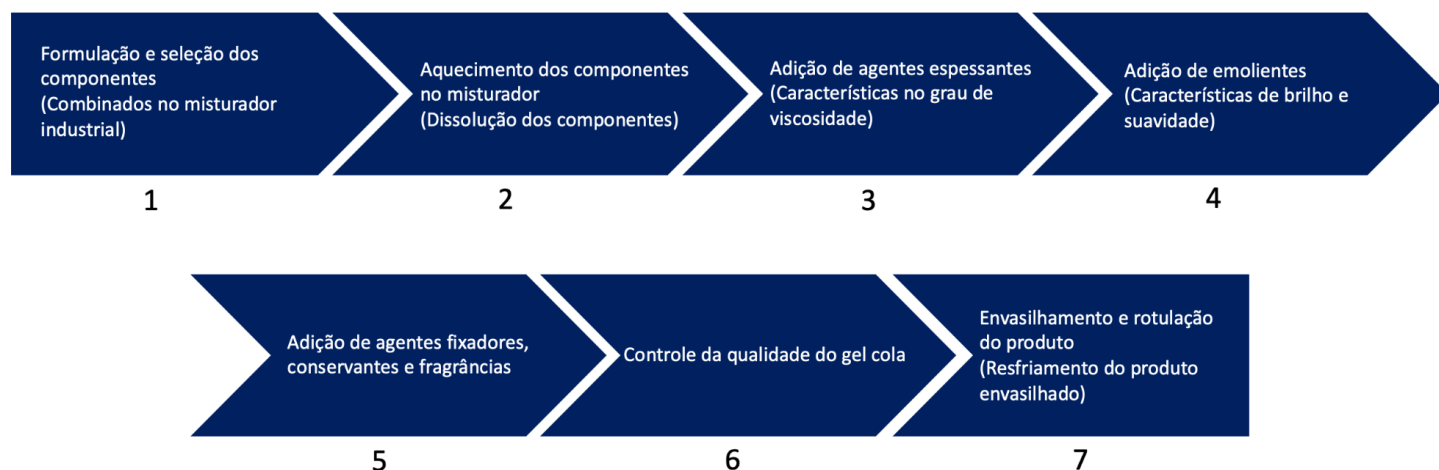 Formulação e seleção dos
componentes
(Combinados no misturador
industrial)
Aquecimento dos componentes
no misturador
(Dissolução dos componentes)
Adição de agentes espessantes
(Características no grau de
viscosidade)
Adição de emolientes
(Características de brilho e
suavidade)
1
2
3
4
Adição de agentes fixadores,
conservantes e fragrâncias
Controle da qualidade do gel cola
Envasilhamento e rotulação
do produto
(Resfriamento do produto
envasilhado)
5
6
7